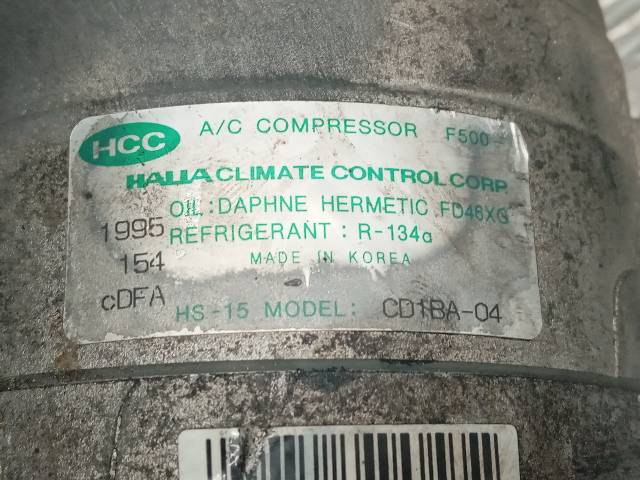 HCC A/C COMPRESSOR F500
HALLA CLIMATE CONTROL CORP.
OIL : DAPHNE HERMETIC FD46XG
1995 REFRIGERANT : R-134a
154 MADE IN KOREA
cDFA
HS-15 MODEL: CD1BA-04